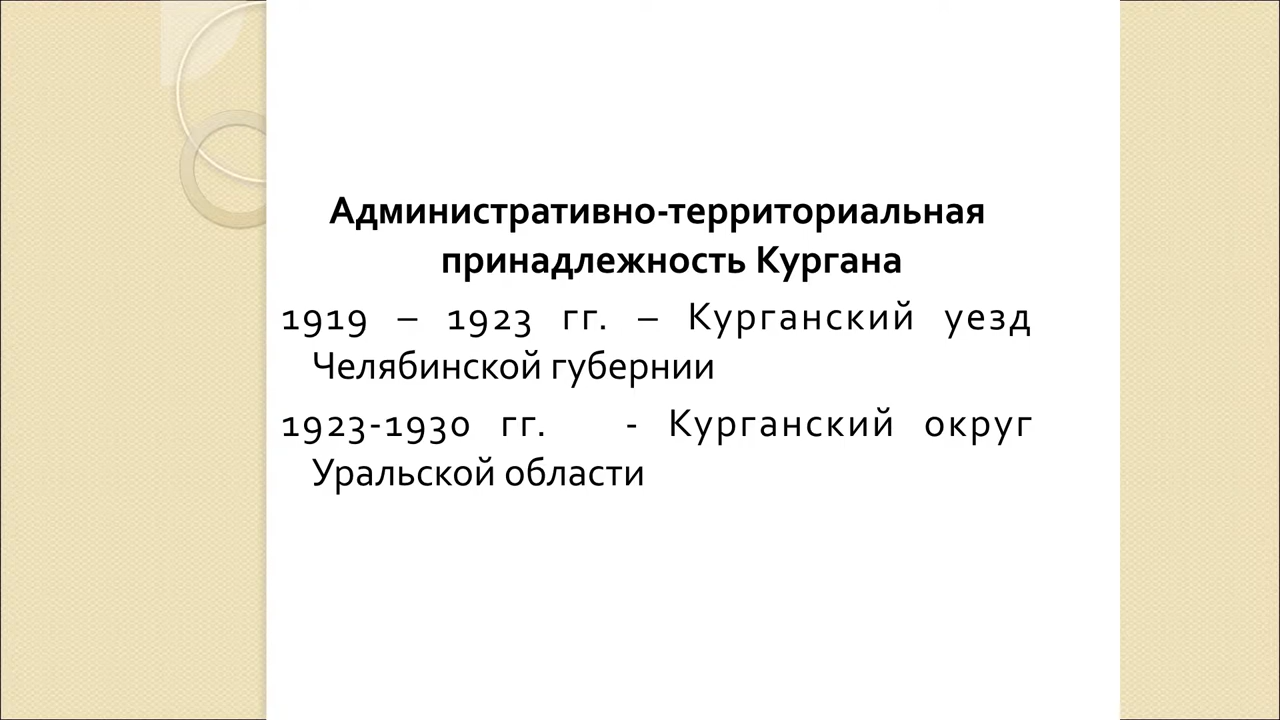 Административно-территориальная
принадлежность Кургана
1919 – 1923 гг. – Курганский уезд
Челябинской губернии
1923-1930 гг. - Курганский округ
Уральской области